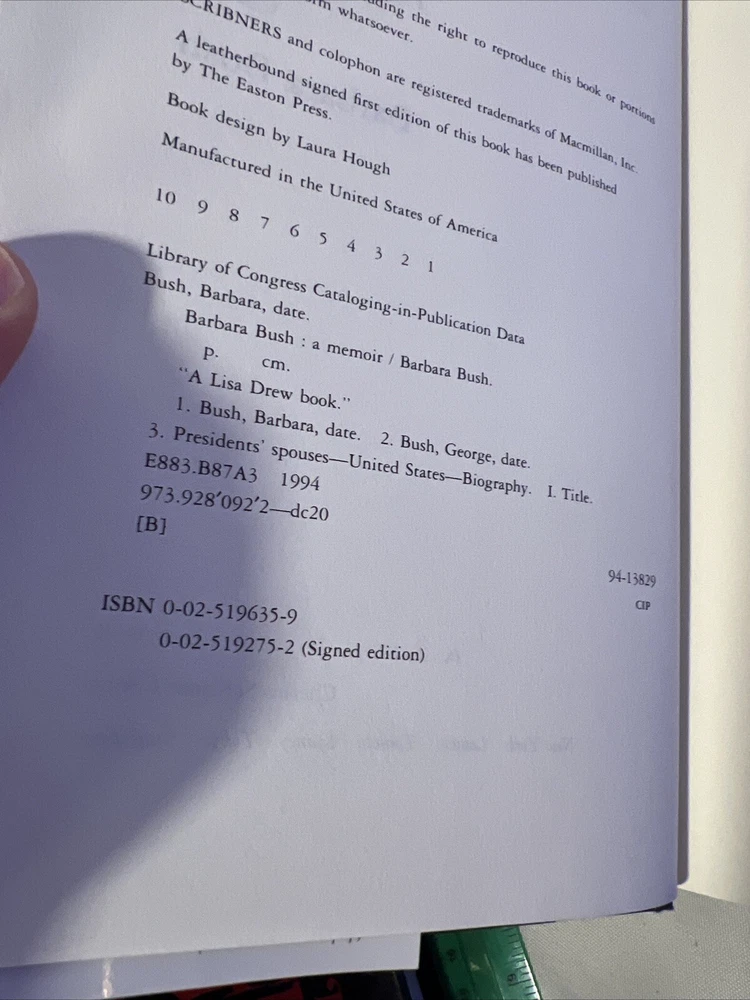 ding the right to reproduce this book or portions
rm whatsoever.
SCRIBNERS and colophon are registered trademarks of Macmillan, Inc.
A leatherbound signed first edition of this book has been published
by The Easton Press.
Book design by Laura Hough
Manufactured in the United States of America
10 9 8 7 6 5 4 3 2 1
Library of Congress Cataloging-in-Publication Data
Bush, Barbara, date.
Barbara Bush : a memoir / Barbara Bush.
p. cm.
"A Lisa Drew book."
1. Bush, Barbara, date. 2. Bush, George, date.
3. Presidents' spouses—United States—Biography. I. Title.
E883.B87A3 1994
973.928′092′2—dc20
[B]
94-13829
CIP
ISBN 0-02-519635-9
0-02-519275-2 (Signed edition)